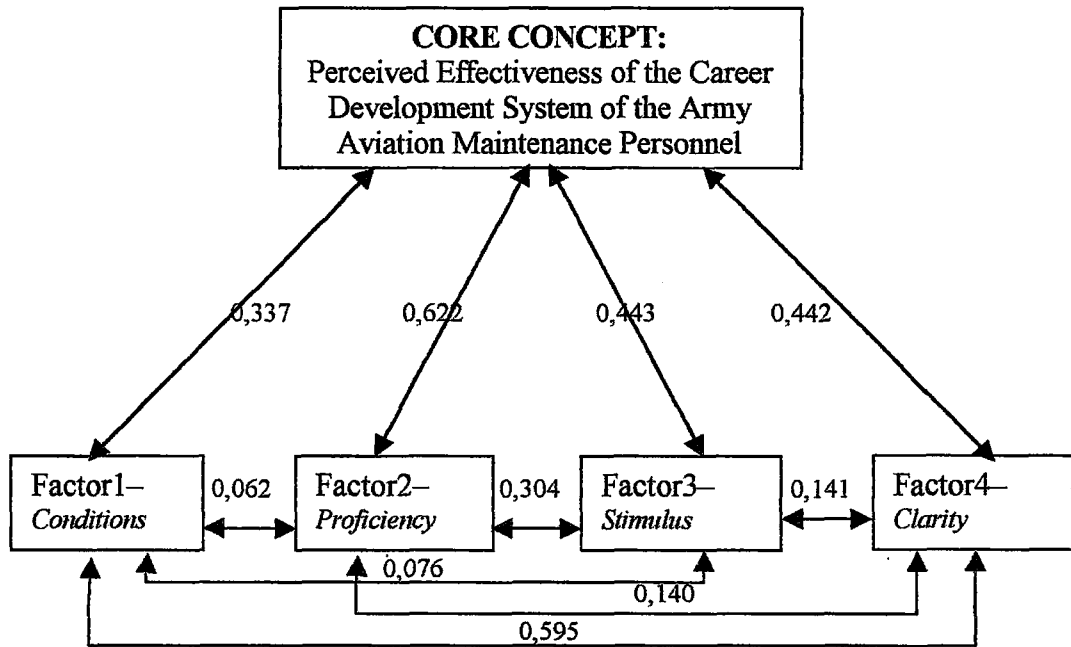 CORE CONCEPT:
Perceived Effectiveness of the Career
Development System of the Army
Aviation Maintenance Personnel
0,337
0,622
0,443
0,442
Factor1–
Conditions
0,062
Factor2–
Proficiency
0,304
Factor3–
Stimulus
0,141
Factor4–
Clarity
0,076
0,140
0,595